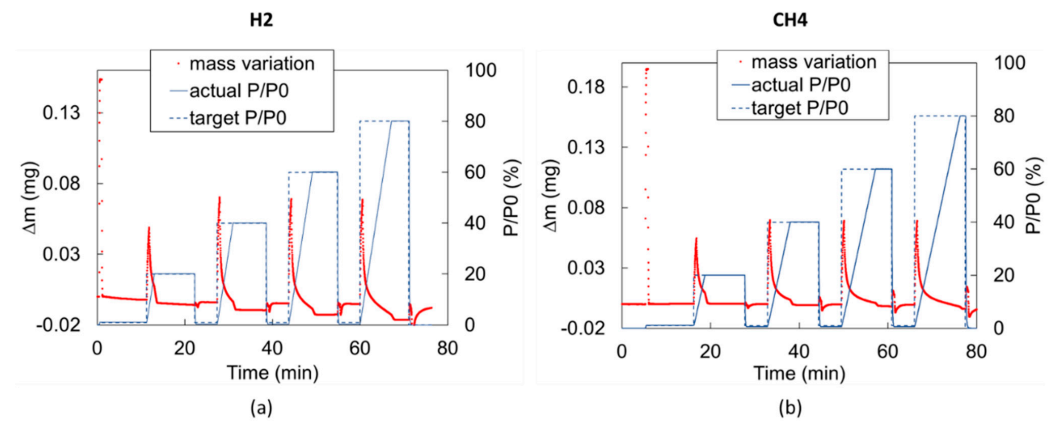 H2
mass variation
actual P/P0
target P/P0
0.13
0.08
0.03
-0.02
Δm (mg)
100
80
60
40
20
0
P/P0 (%)
0 20 40 60 80
Time (min)
(a)
CH4
mass variation
actual P/P0
target P/P0
0.18
0.13
0.08
0.03
-0.02
Δm (mg)
100
80
60
40
20
0
P/P0 (%)
0 20 40 60 80
Time (min)
(b)